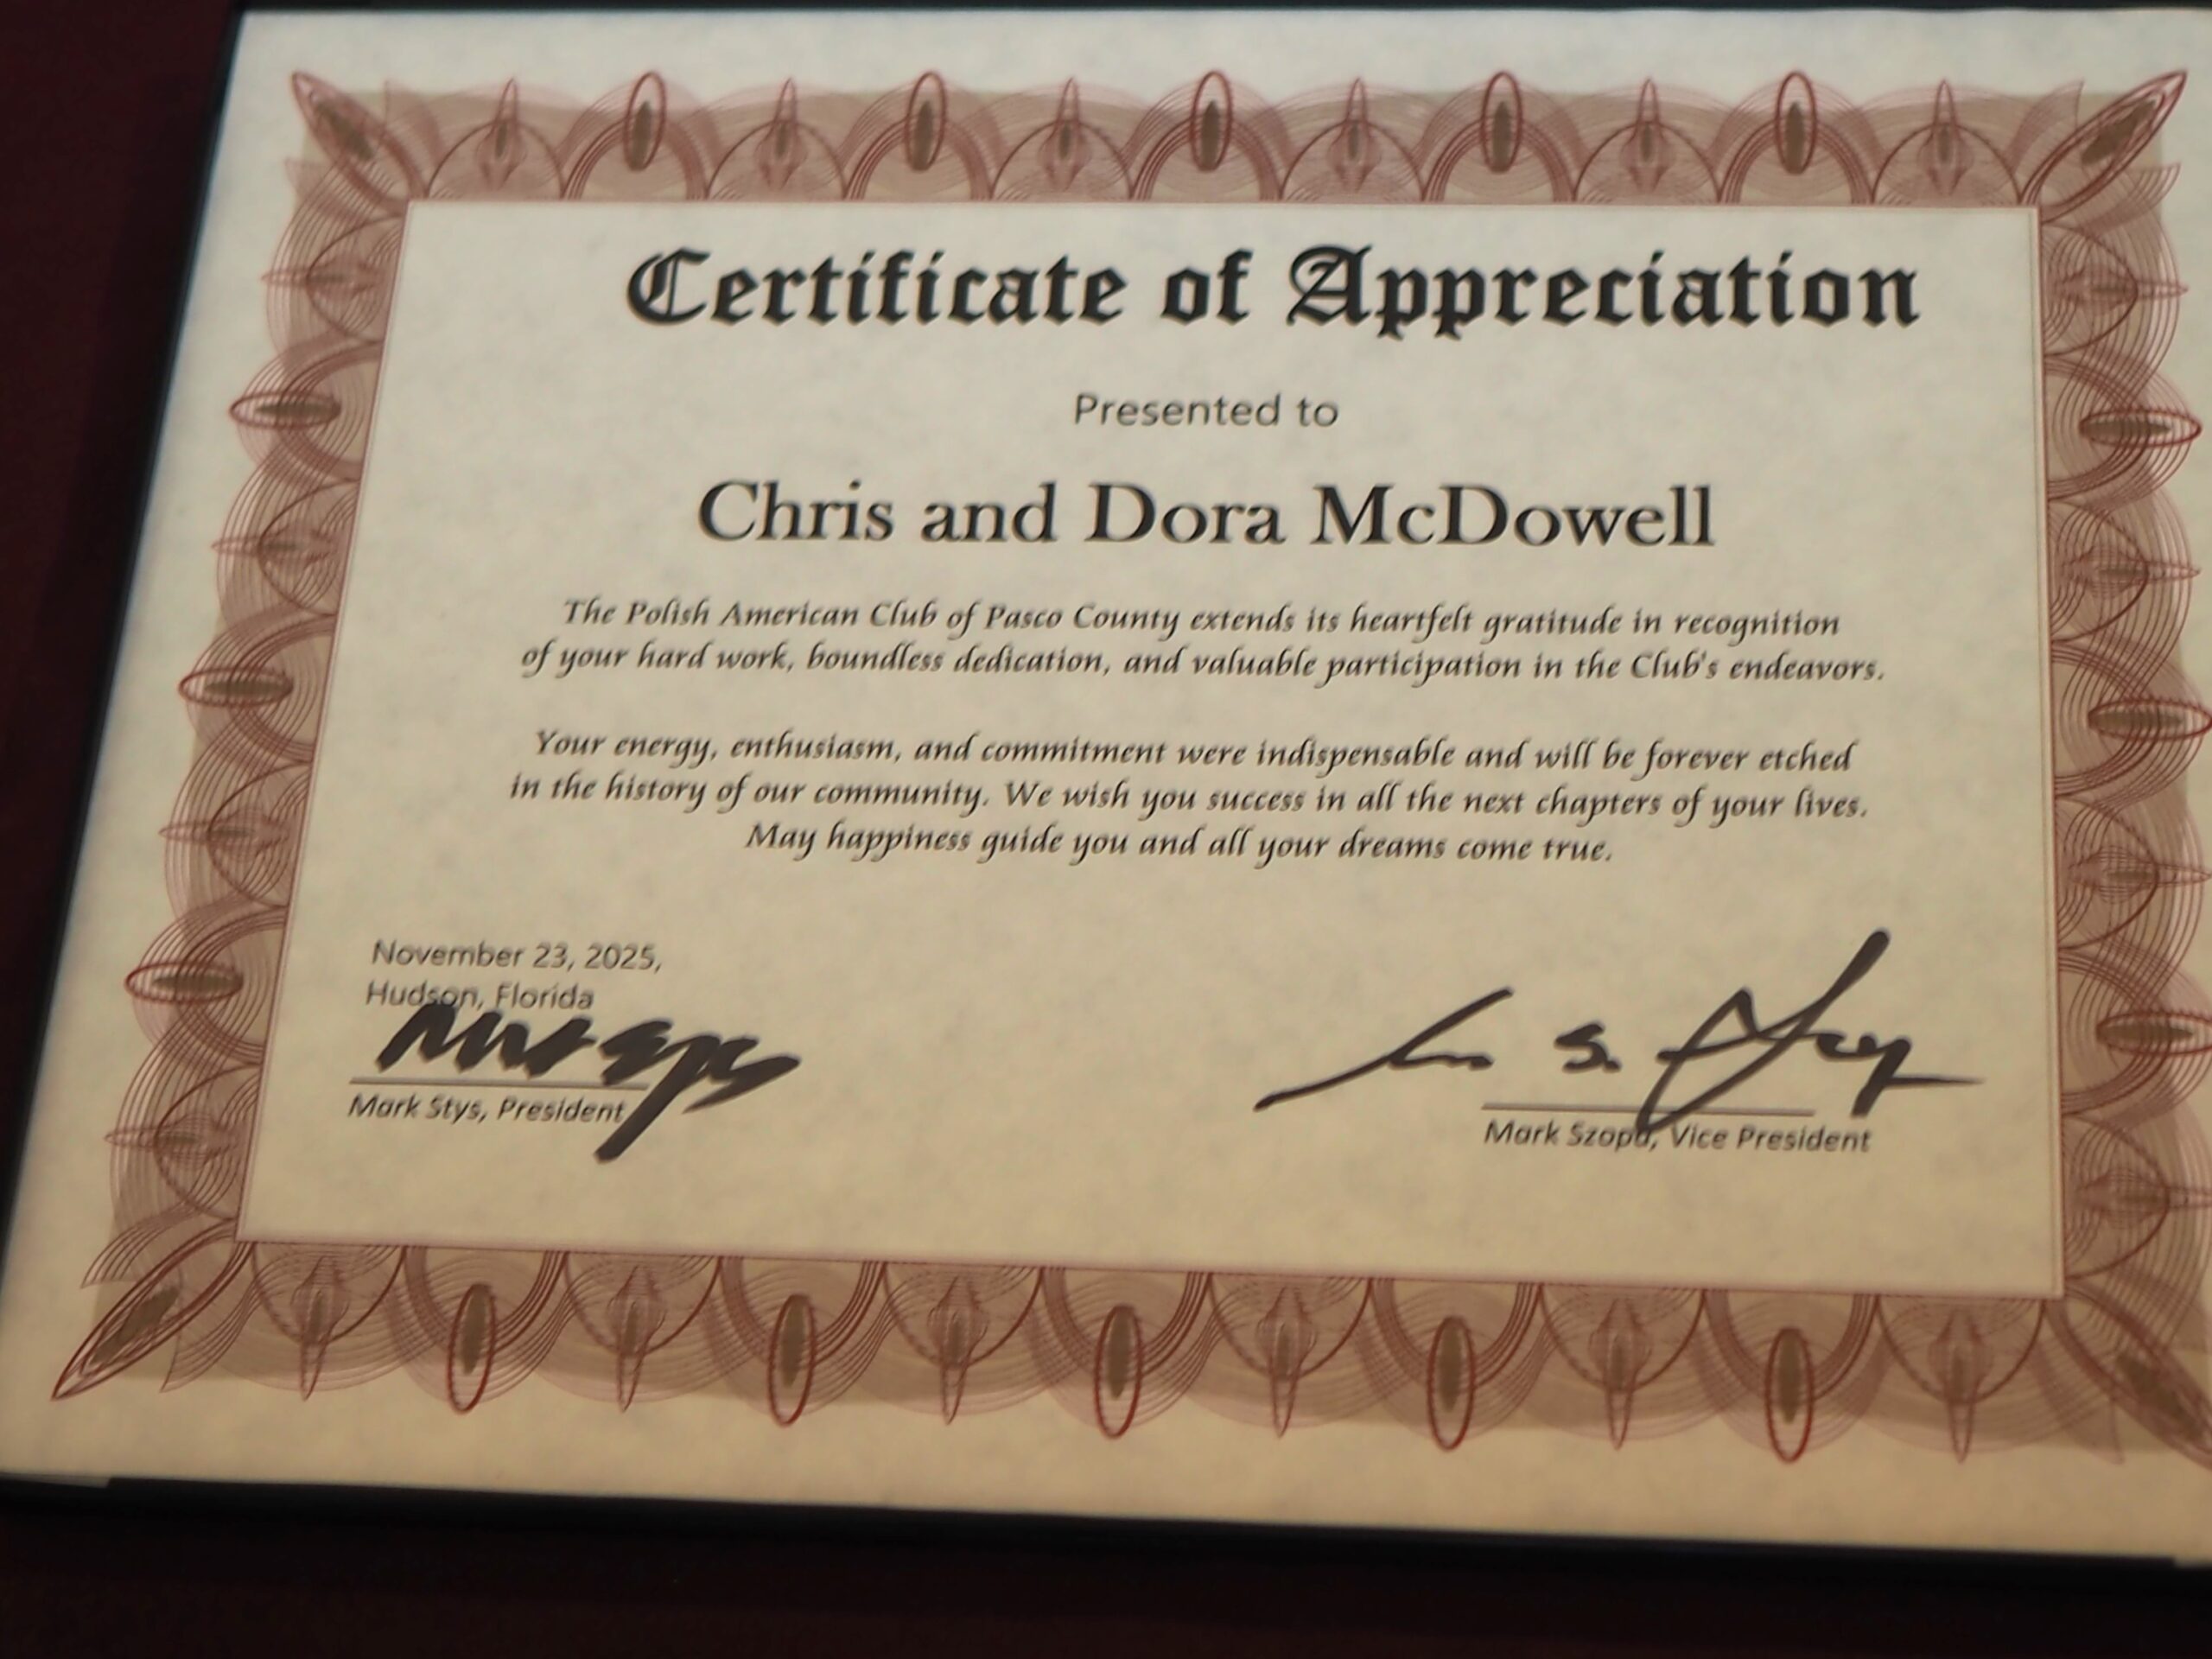 Certificate of Appreciation
Presented to
Chris and Dora McDowell
The Polish American Club of Pasco County extends its heartfelt gratitude in recognition
of your hard work, boundless dedication, and valuable participation in the Club's endeavors.
Your energy, enthusiasm, and commitment were indispensable and will be forever etched
in the history of our community. We wish you success in all the next chapters of your lives.
May happiness guide you and all your dreams come true.
November 23, 2025,
Hudson, Florida
Mark Stys, President
Mark Szopa, Vice President